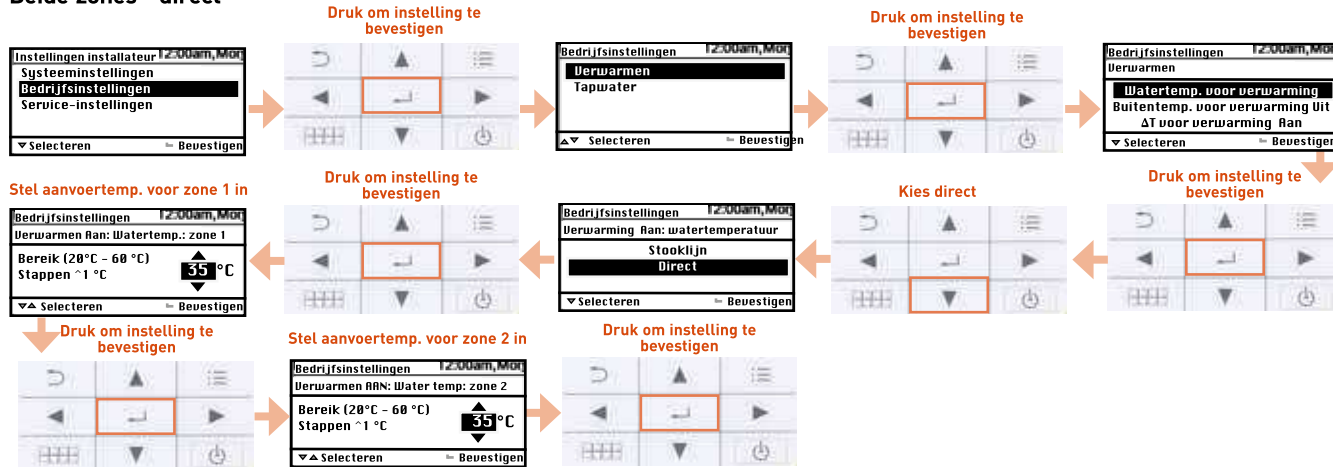 Beide zones - direct
Druk om instelling te
bevestigen
Druk om instelling te
bevestigen
Instellingen installateur 12:00am, Mon
Systeeminstellingen
Bedrijfsinstellingen
Service-instellingen
▼ Selecteren Bevestigen
Bedrijfsinstellingen 12:00am, Mon
Verwarmen
Tapwater
▲▼ Selecteren Bevestigen
Bedrijfsinstellingen 12:00am, Mon
Verwarmen
Watertemp. voor verwarming
Buitentemp. voor verwarming Uit
ΔT voor verwarming Aan
▼ Selecteren Bevestigen
Stel aanvoertemp. voor zone 1 in
Druk om instelling te
bevestigen
Kies direct
Druk om instelling te
bevestigen
Bedrijfsinstellingen 12:00am, Mon
Verwarmen Aan: Watertemp.: zone 1
Bereik (20°C - 60 °C)
Stappen ^1 °C
35 °C
▼▲ Selecteren Bevestigen
Bedrijfsinstellingen 12:00am, Mon
Verwarming Aan: watertemperatuur
Stooklijn
Direct
▼ Selecteren Bevestigen
Druk om instelling te
bevestigen
Stel aanvoertemp. voor zone 2 in
Druk om instelling te
bevestigen
Bedrijfsinstellingen 12:00am, Mon
Verwarmen AAN: Water temp: zone 2
Bereik (20°C - 60 °C)
Stappen ^1 °C
35 °C
▼▲ Selecteren Bevestigen